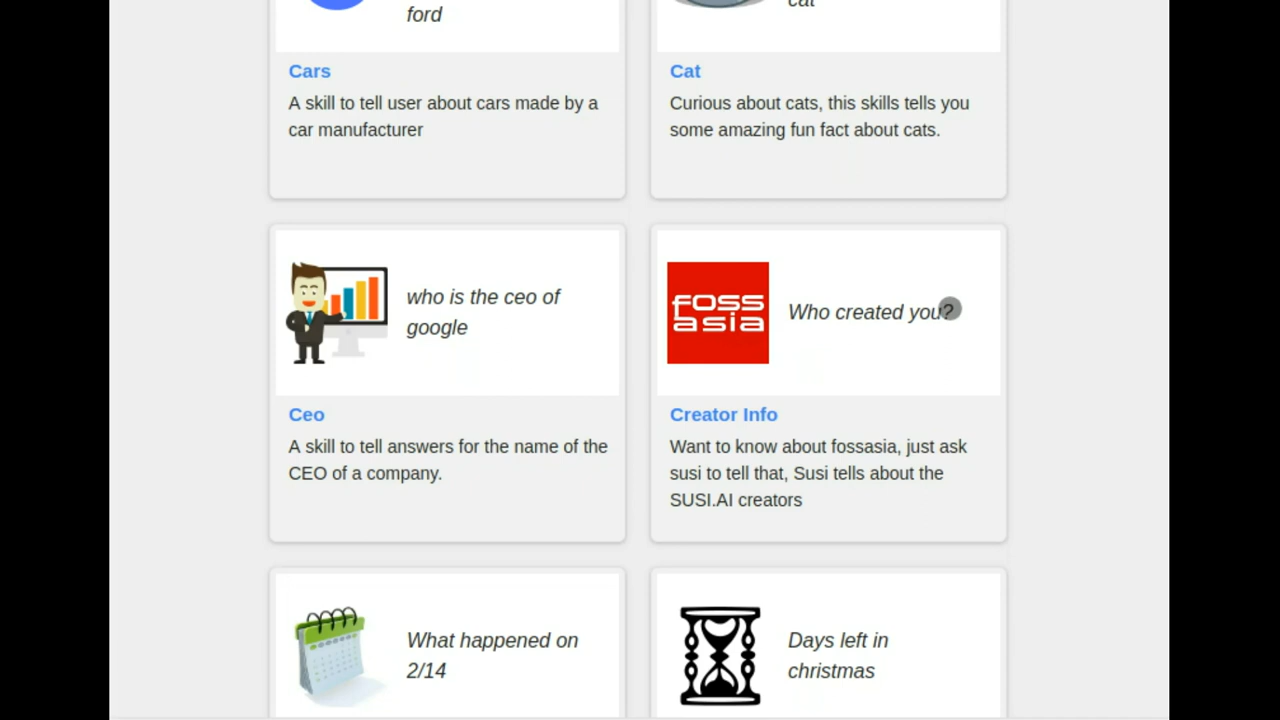 ford
cat
Cars
A skill to tell user about cars made by a
car manufacturer
Cat
Curious about cats, this skills tells you
some amazing fun fact about cats.
who is the ceo of
google
Ceo
A skill to tell answers for the name of the
CEO of a company.
foss
asia
Who created you?
Creator Info
Want to know about fossasia, just ask
susi to tell that, Susi tells about the
SUSI.AI creators
What happened on
2/14
Days left in
christmas